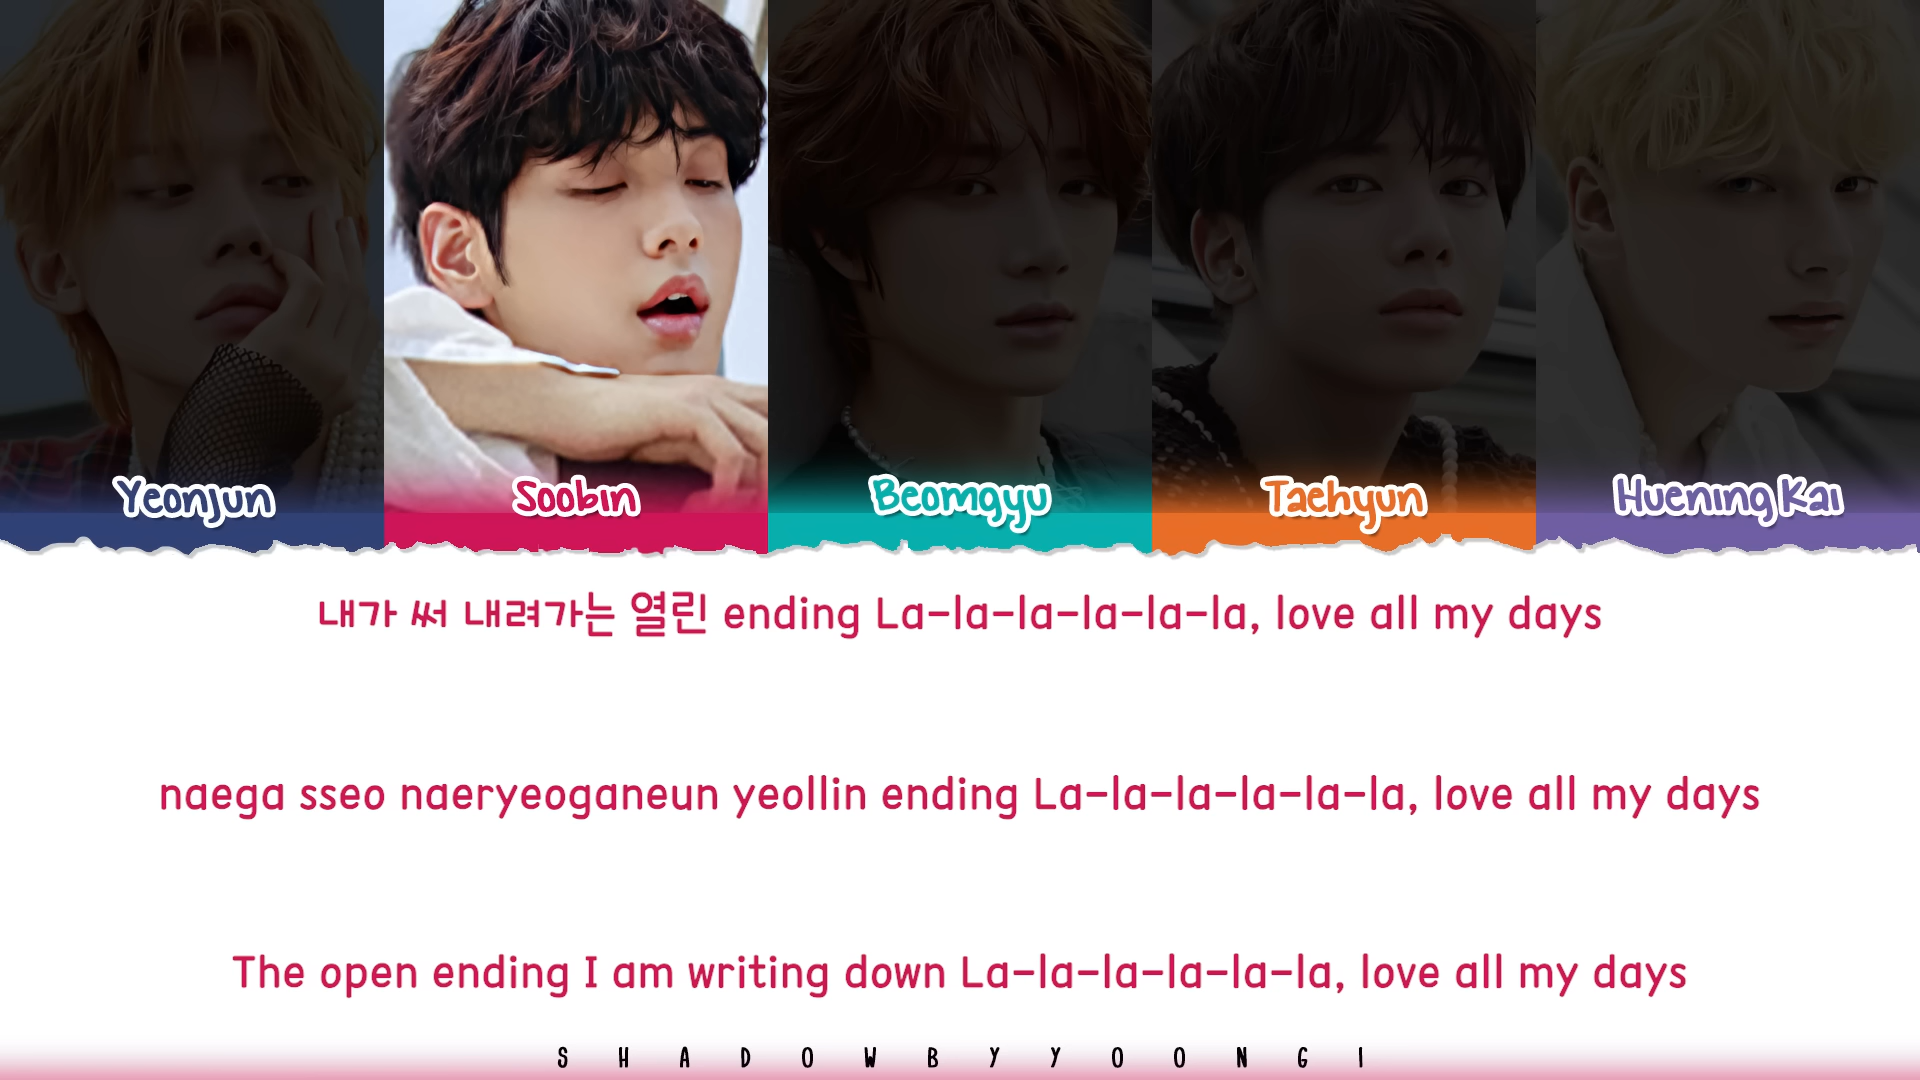 Yeonjun
Soobin
Beomgyu
Taehyun
Huening Kai
내가 써 내려가는 열린 ending La-la-la-la-la-la, love all my days
naega sseo naeryeoganeun yeollin ending La-la-la-la-la-la, love all my days
The open ending I am writing down La-la-la-la-la-la, love all my days
SHADOWBYYOONGI